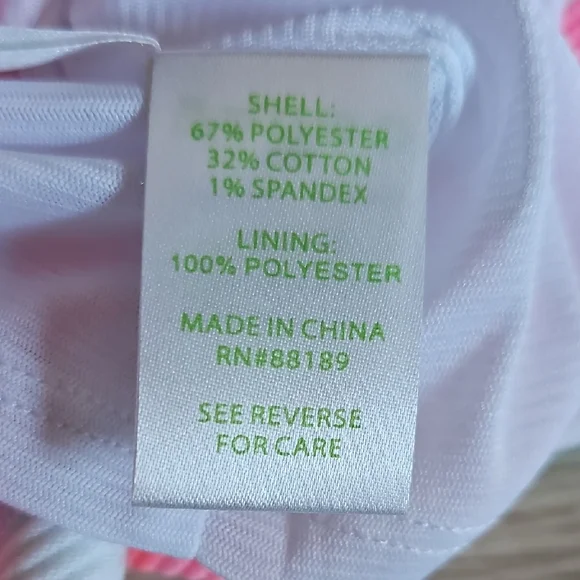 SHELL:
67% POLYESTER
32% COTTON
1% SPANDEX
LINING:
100% POLYESTER
MADE IN CHINA
RN#88189
SEE REVERSE
FOR CARE